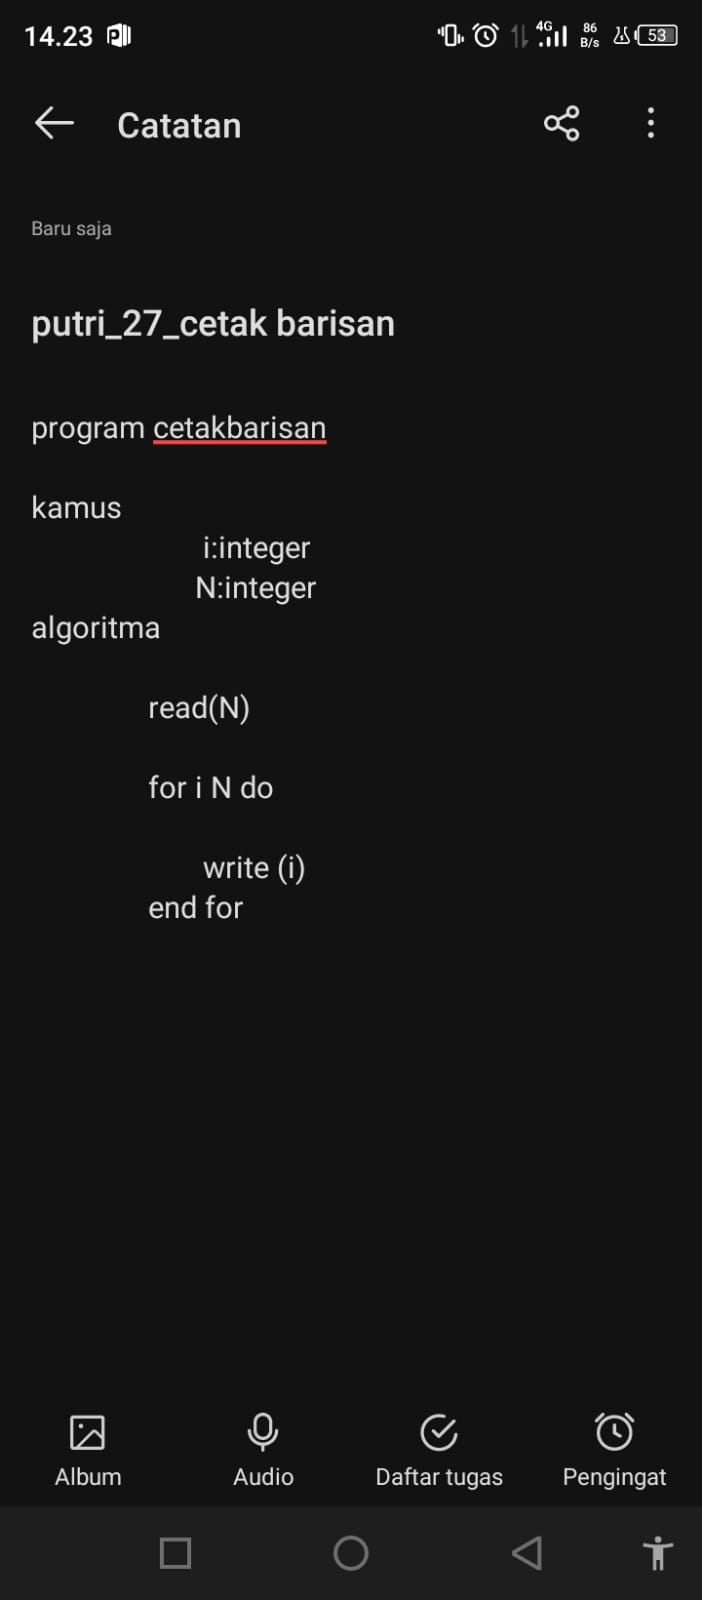 14.23 4G 86 B/s 53
Catatan
Baru saja
putri_27_cetak barisan
program cetakbarisan
kamus
i:integer
N:integer
algoritma
read(N)
for i N do
write (i)
end for
Album Audio Daftar tugas Pengingat